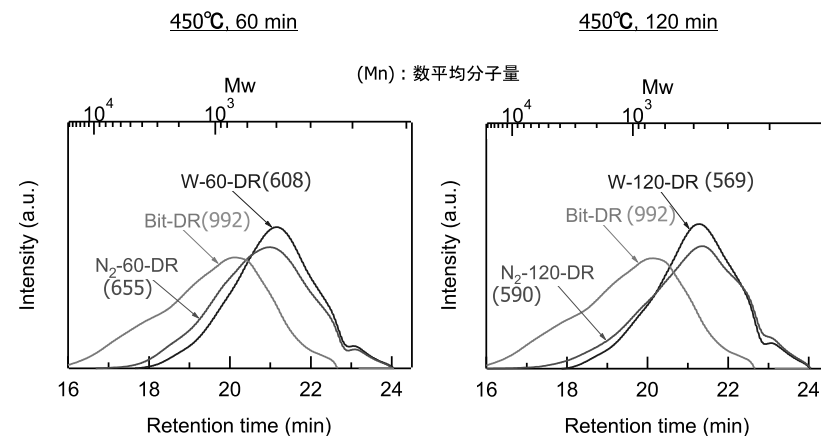 450℃, 60 min
450℃, 120 min
(Mn) : 数平均分子量
Mw
10⁴
10³
W-60-DR(608)
Bit-DR(992)
N₂-60-DR
(655)
Intensity (a.u.)
16 18 20 22 24
Retention time (min)
Mw
10⁴
10³
W-120-DR (569)
Bit-DR (992)
N₂-120-DR
(590)
Intensity (a.u.)
16 18 20 22 24
Retention time (min)